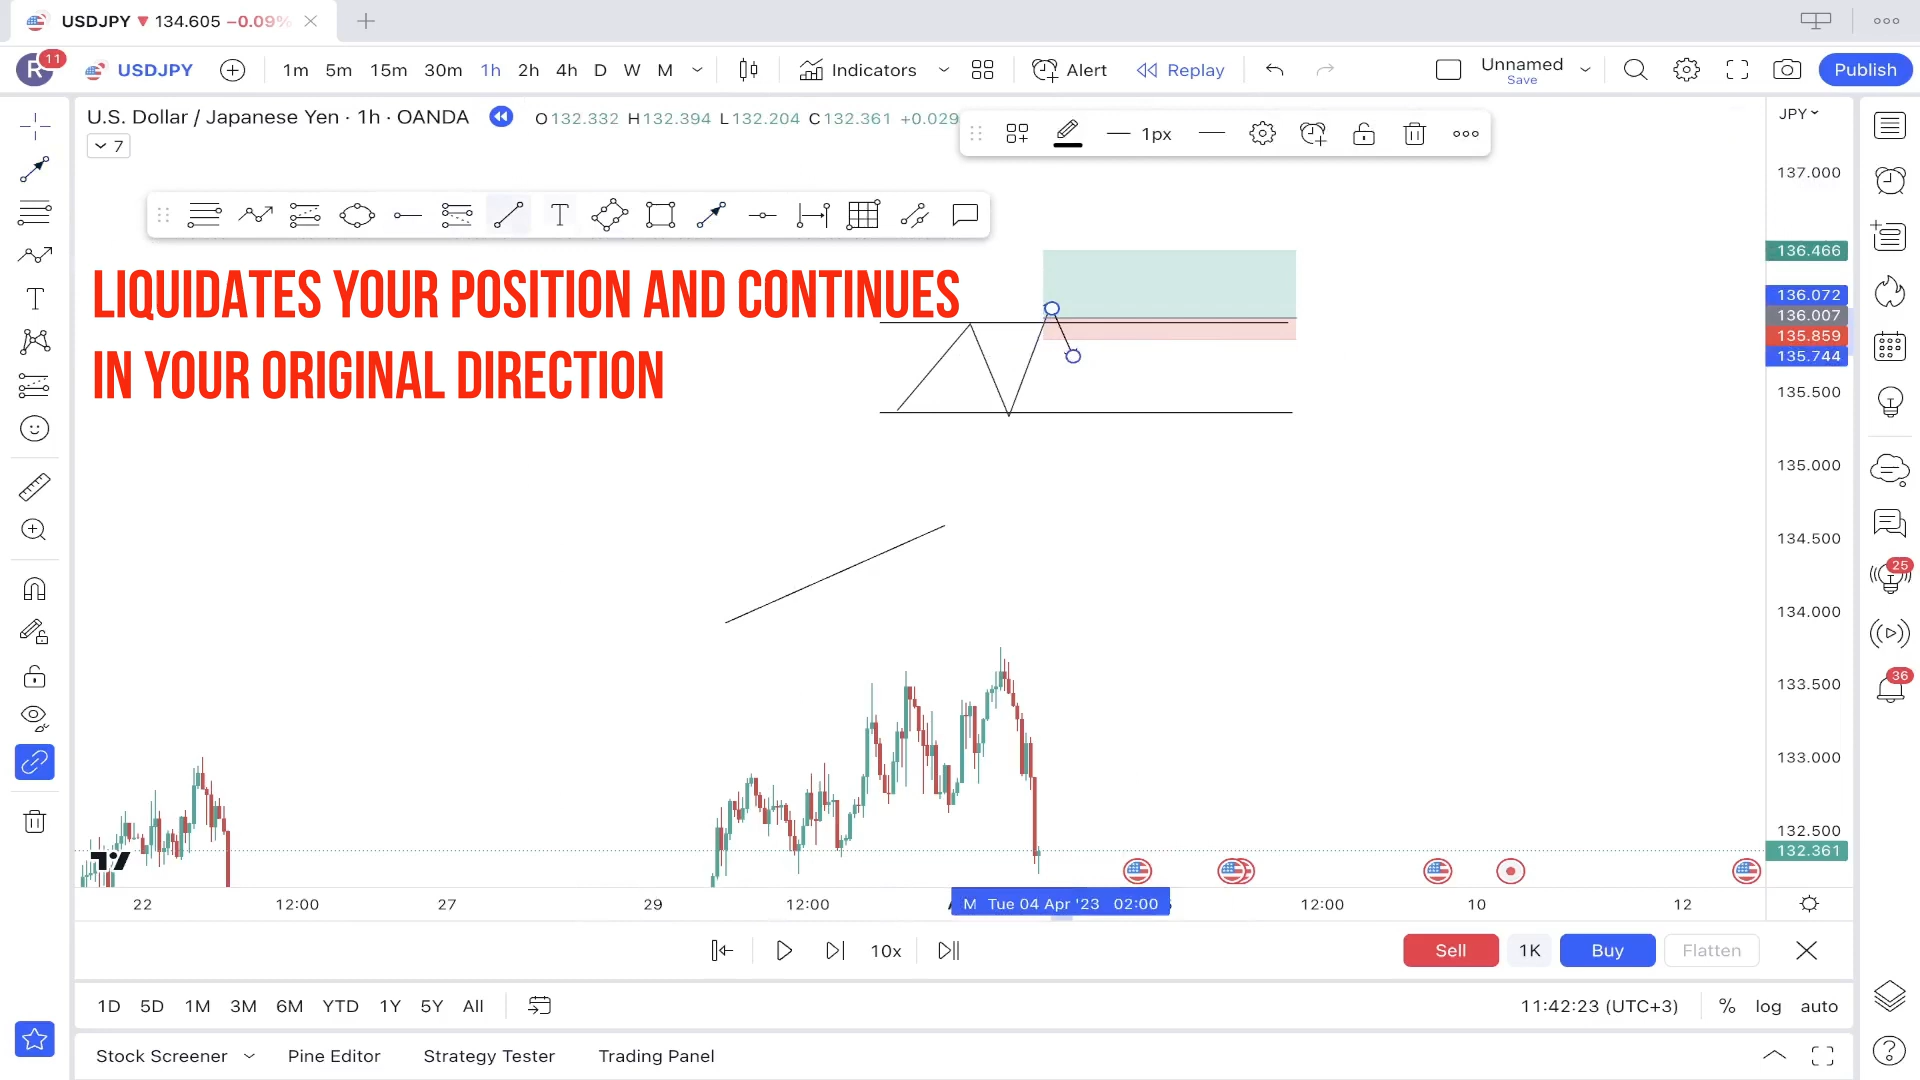 USDJPY 134.605 −0.09%
R 11 USDJPY 1m 5m 15m 30m 1h 2h 4h D W M Indicators Alert Replay Unnamed Save Publish
U.S. Dollar / Japanese Yen · 1h · OANDA O132.332 H132.394 L132.204 C132.361 +0.029 JPY
1px
7
137.000
T
LIQUIDATES YOUR POSITION AND CONTINUES
IN YOUR ORIGINAL DIRECTION
136.466
136.072
136.007
135.859
135.744
135.500
135.000
134.500
25
134.000
36
133.500
133.000
132.500
132.361
22 12:00 27 29 12:00 M Tue 04 Apr '23 02:00 12:00 10 12
10x Sell 1K Buy Flatten
1D 5D 1M 3M 6M YTD 1Y 5Y All 11:42:23 (UTC+3) % log auto
Stock Screener Pine Editor Strategy Tester Trading Panel